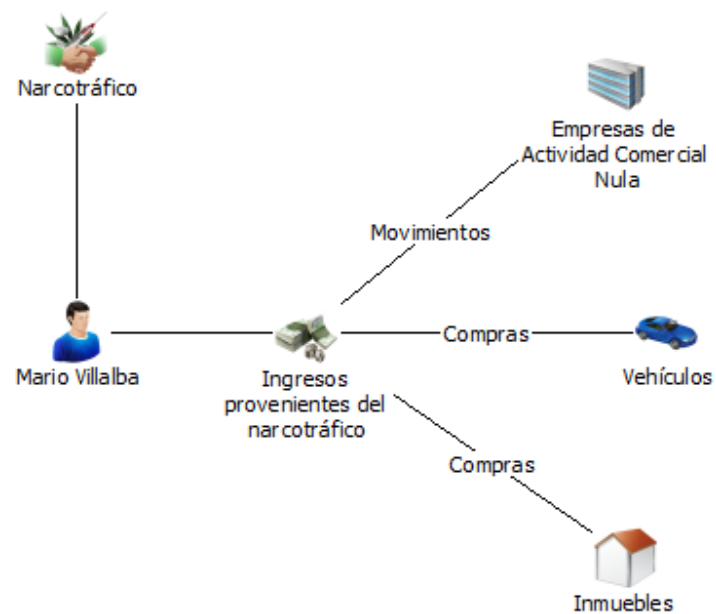 Narcotráfico
Empresas de
Actividad Comercial
Nula
Movimientos
Compras
Mario Villalba
Ingresos
provenientes del
narcotráfico
Vehículos
Compras
Inmuebles